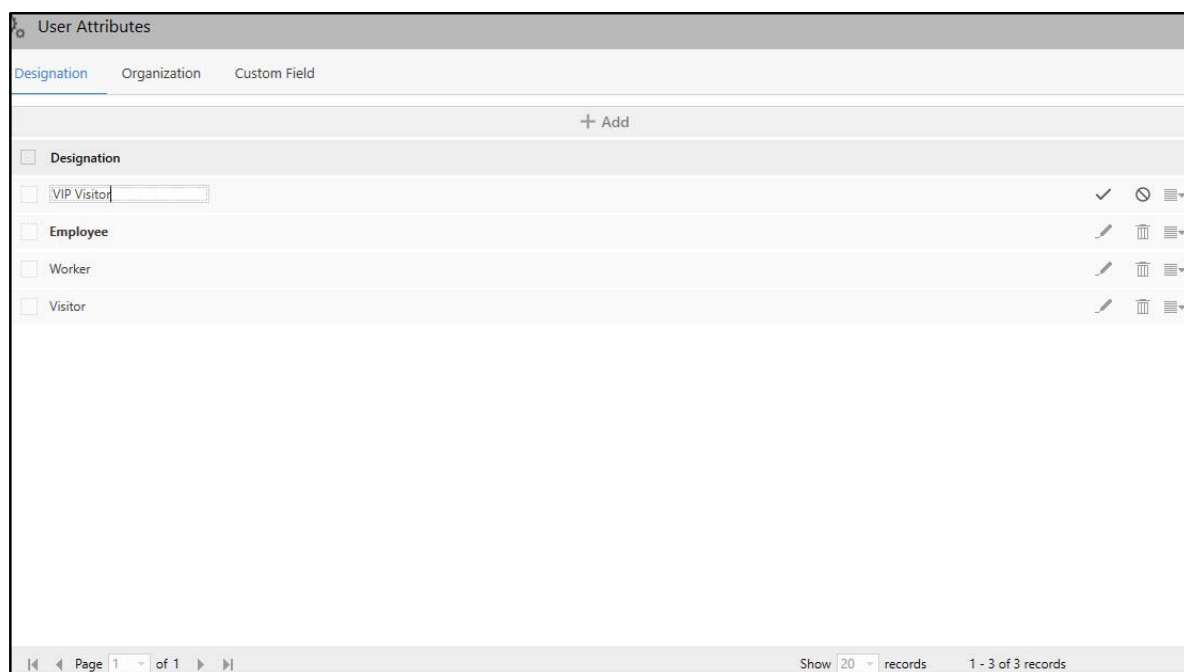 User Attributes
Designation Organization Custom Field
+ Add
Designation
VIP Visitor
Employee
Worker
Visitor
Page 1 of 1 Show 20 records 1 - 3 of 3 records